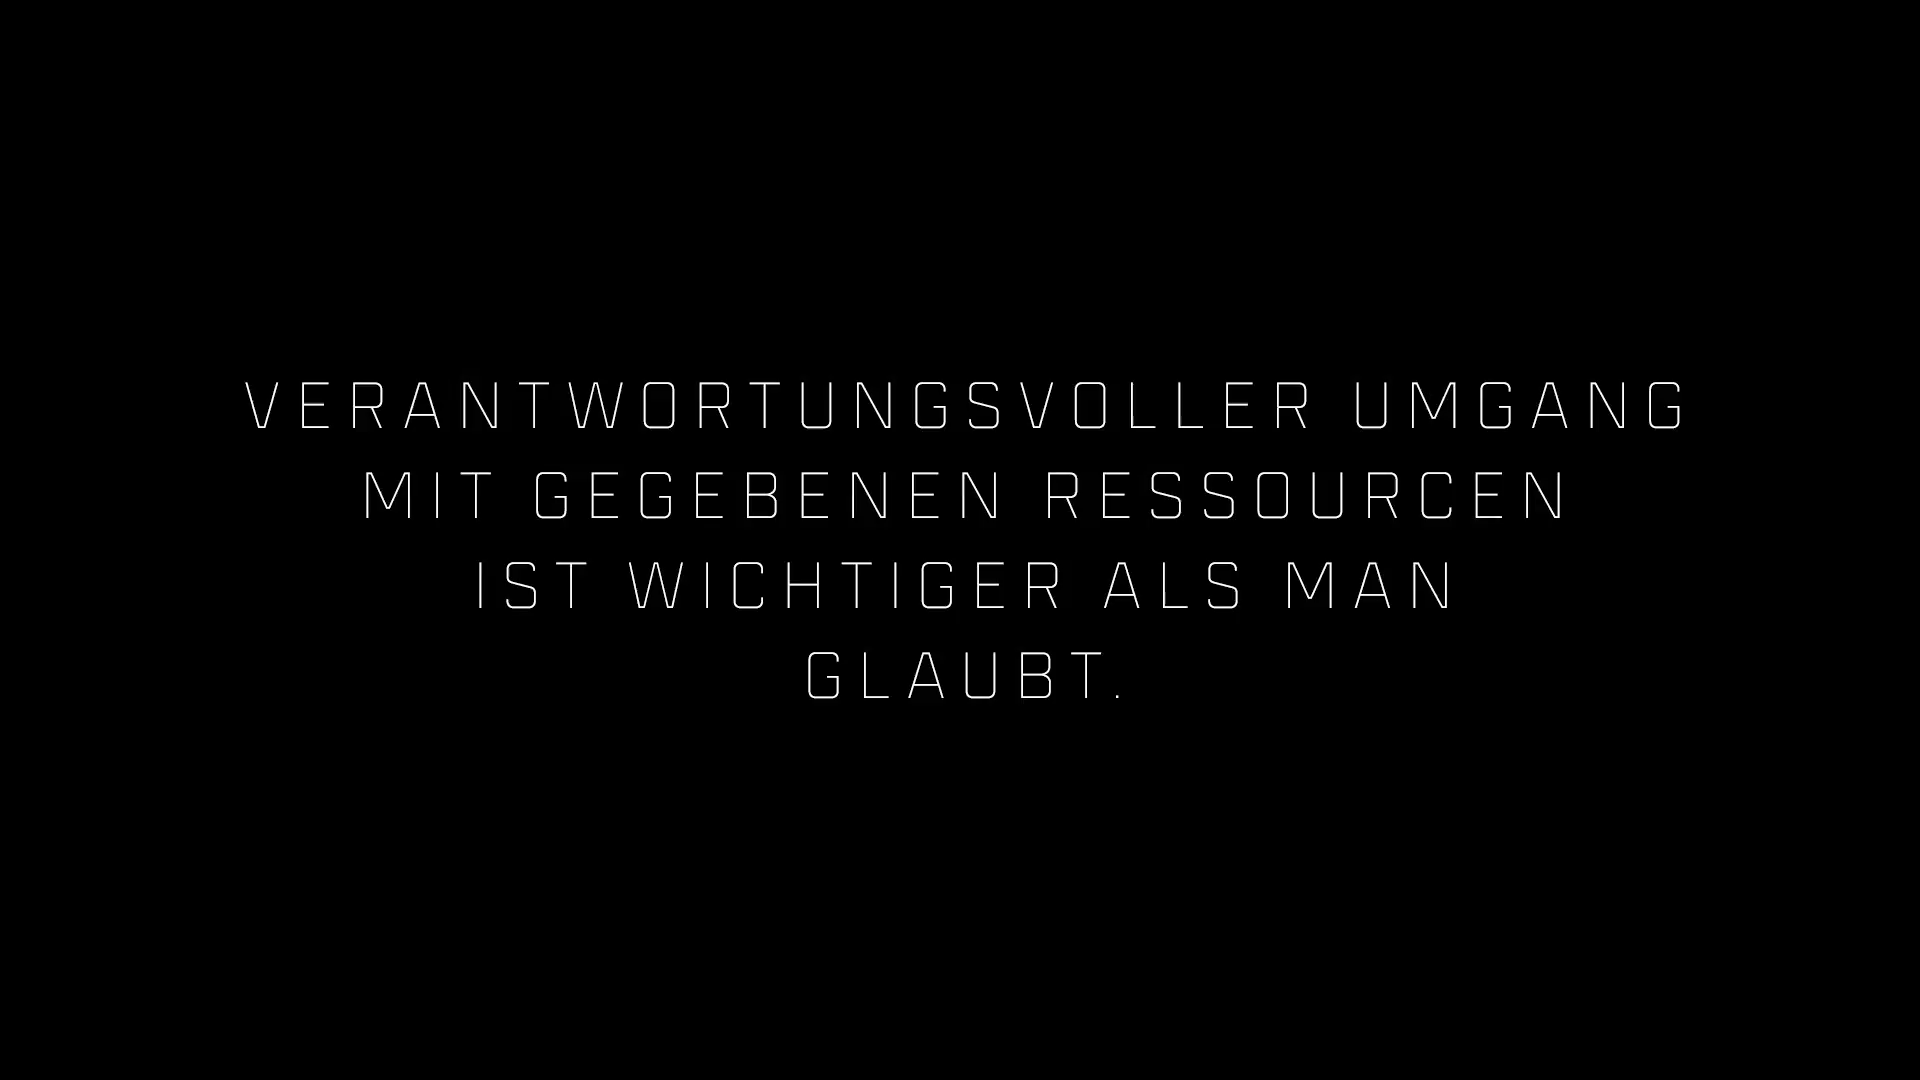 VERANTWORTUNGSVOLLER UMGANG
MIT GEGEBENEN RESSOURCEN
IST WICHTIGER ALS MAN
GLAUBT.